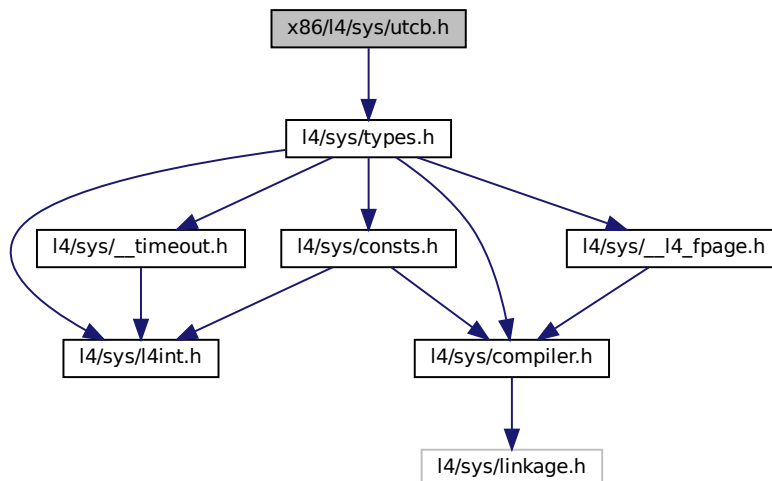 x86/l4/sys/utcb.h
l4/sys/types.h
l4/sys/__timeout.h
l4/sys/consts.h
l4/sys/__l4_fpage.h
l4/sys/l4int.h
l4/sys/compiler.h
l4/sys/linkage.h